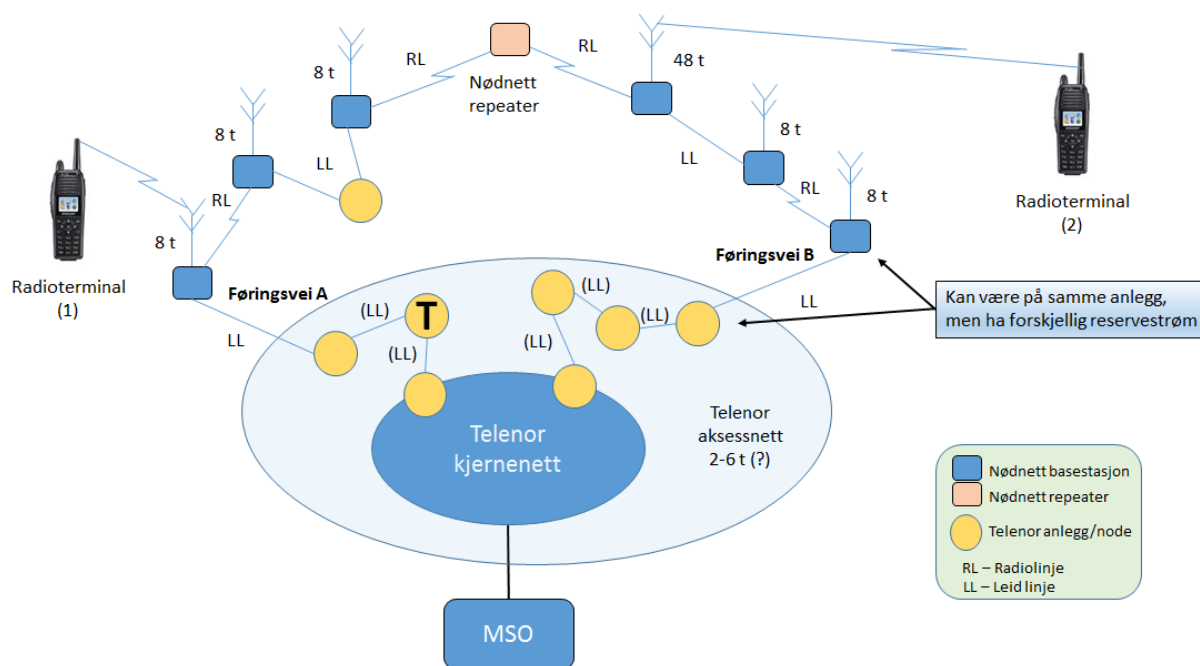 RL
RL
8 t
48 t
Nødnett
repeater
8 t
8 t
LL
LL
RL
RL
8 t
8 t
Radioterminal
(1)
Radioterminal
(2)
Føringsvei A
Føringsvei B
LL
LL
(LL)
T
(LL)
(LL)
(LL)
(LL)
Kan være på samme anlegg,
men ha forskjellig reservestrøm
Telenor
kjernenett
Telenor
aksessnett
2-6 t (?)
Nødnett basestasjon
Nødnett repeater
Telenor anlegg/node
RL – Radiolinje
LL – Leid linje
MSO